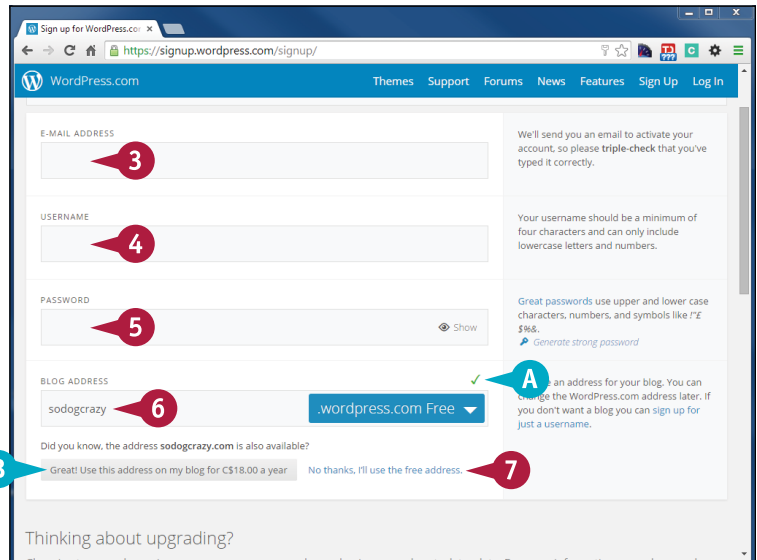 Sign up for WordPress.cor
https://signup.wordpress.com/signup/
WordPress.com
Themes Support Forums News Features Sign Up Log In
E-MAIL ADDRESS
3
We'll send you an email to activate your
account, so please triple-check that you've
typed it correctly.
USERNAME
4
Your username should be a minimum of
four characters and can only include
lowercase letters and numbers.
PASSWORD
5
Show
Great passwords use upper and lower case
characters, numbers, and symbols like !"£
$%&.
Generate strong password
BLOG ADDRESS
A
sodogcrazy
6
.wordpress.com Free
an address for your blog. You can
change the WordPress.com address later. If
you don't want a blog you can sign up for
just a username.
Did you know, the address sodogcrazy.com is also available?
Great! Use this address on my blog for C$18.00 a year
No thanks, I'll use the free address.
7
Thinking about upgrading?